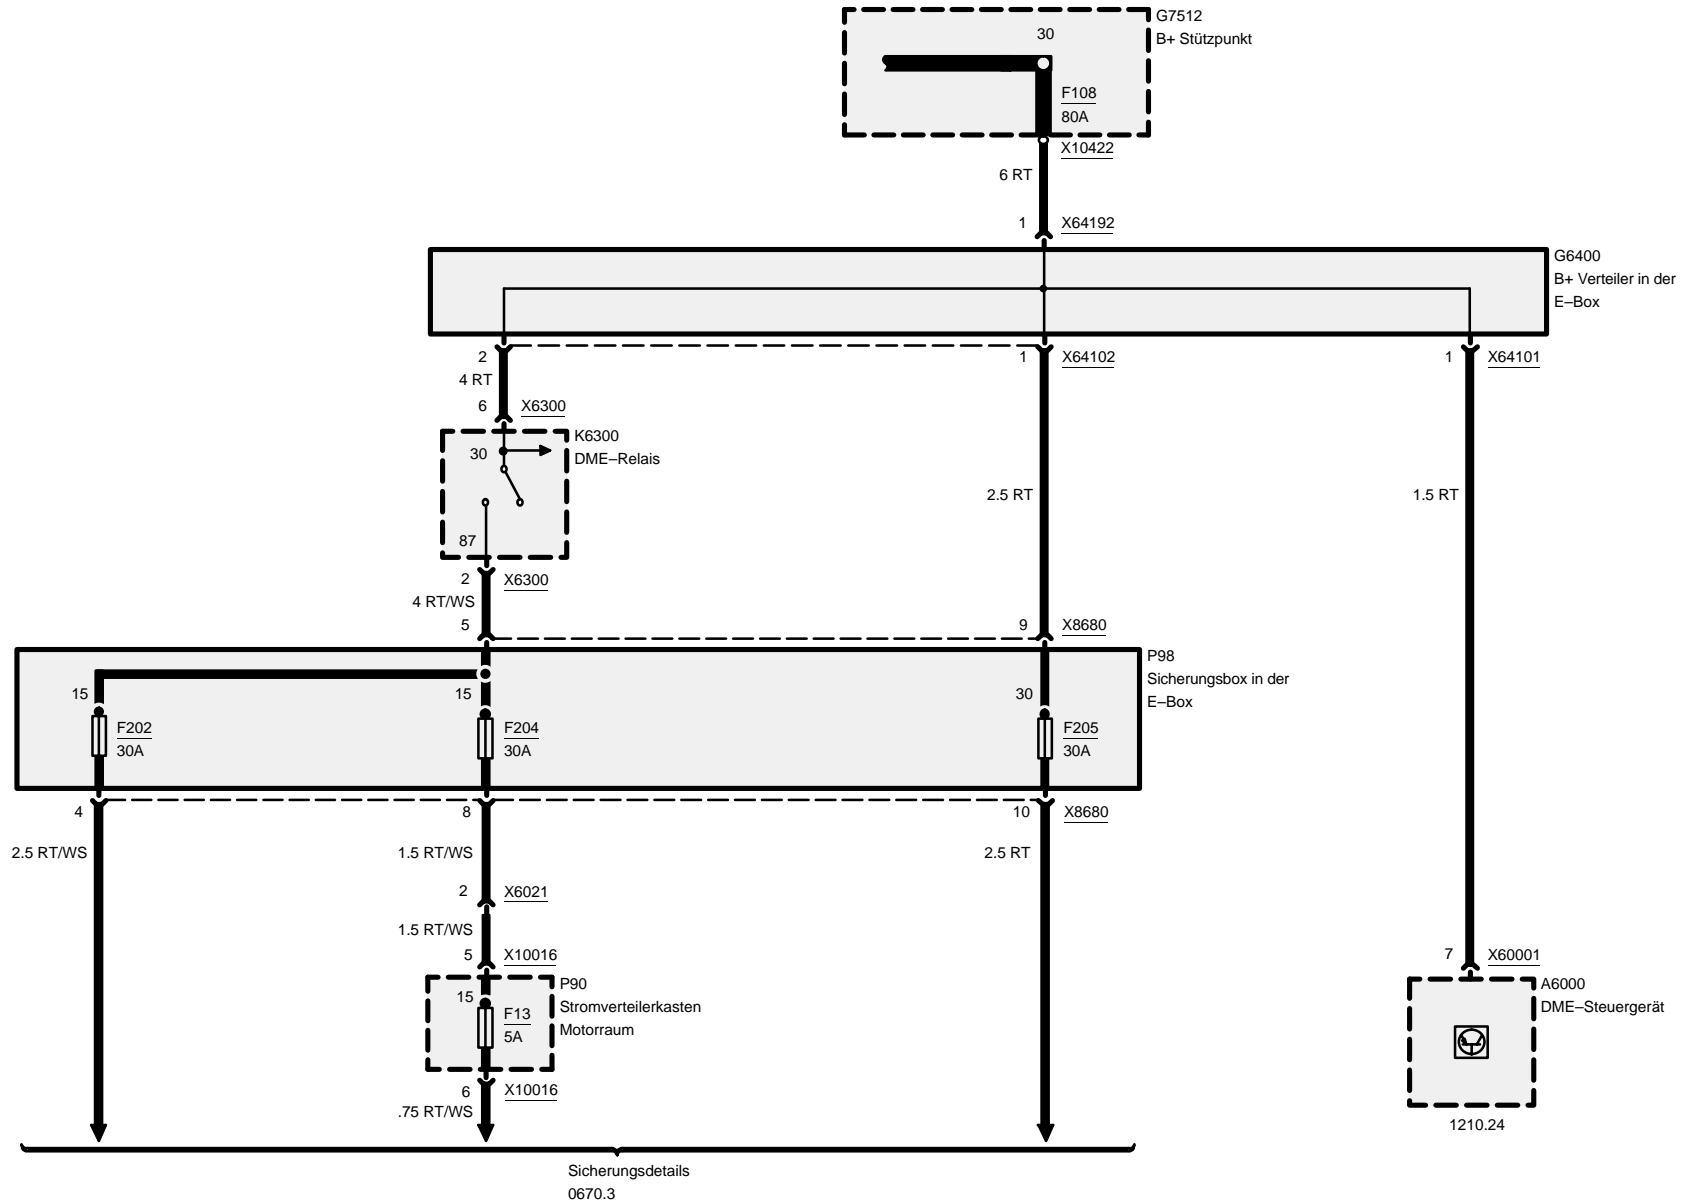 G7512
30
B+ Stützpunkt
F108
80A
X10422
6 RT
1 X64192
G6400
B+ Verteiler in der
E–Box
2
1 X64102
1 X64101
4 RT
6 X6300
K6300
30
DME–Relais
2.5 RT
1.5 RT
87
2 X6300
4 RT/WS
5
9 X8680
P98
Sicherungsbox in der
E–Box
15
15
30
F202
30A
F204
30A
F205
30A
4
8
10 X8680
2.5 RT/WS
1.5 RT/WS
2.5 RT
2 X6021
1.5 RT/WS
5 X10016
7 X60001
P90
Stromverteilerkasten
Motorraum
15
F13
5A
A6000
DME–Steuergerät
6 X10016
.75 RT/WS
1210.24
Sicherungsdetails
0670.3